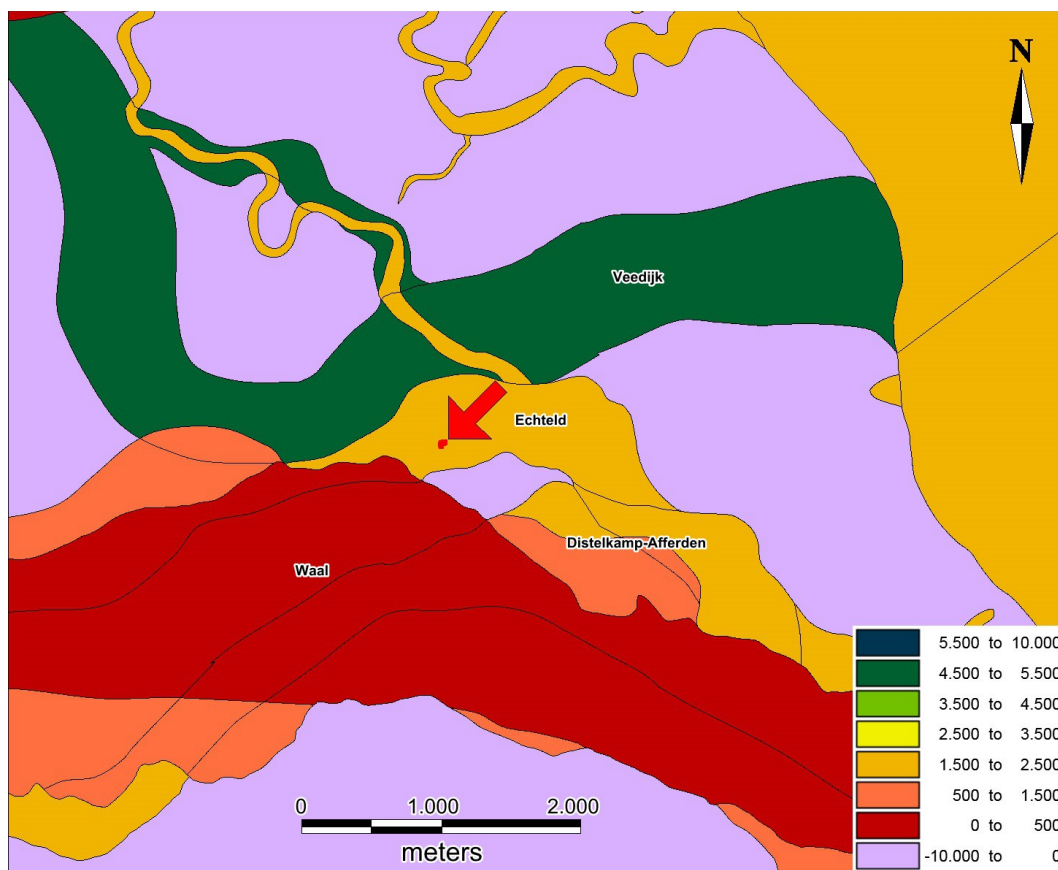 N
Veedijk
Echteld
Distelkamp-Afferden
Waal
0 1.000 2.000
meters
5.500 to 10.000
4.500 to 5.500
3.500 to 4.500
2.500 to 3.500
1.500 to 2.500
500 to 1.500
0 to 500
-10.000 to 0